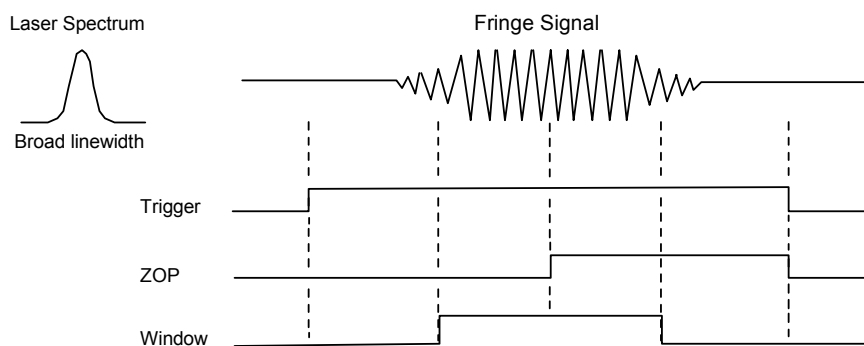 Laser Spectrum
Fringe Signal
Broad linewidth
Trigger
ZOP
Window